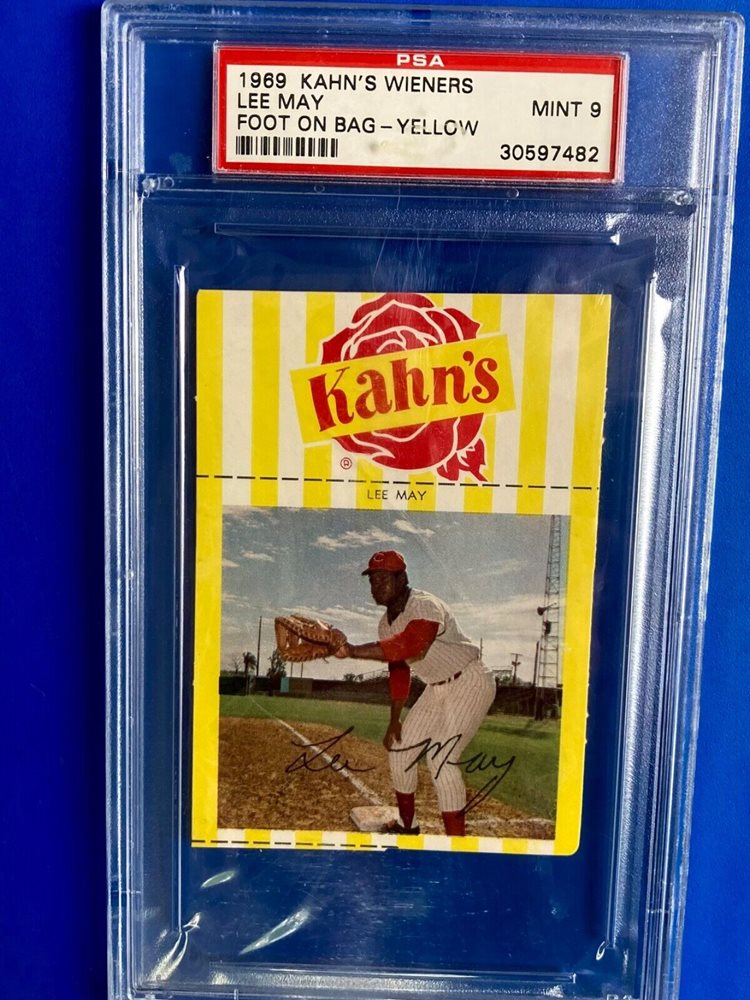 PSA
1969 KAHN'S WIENERS
LEE MAY
MINT 9
FOOT ON BAG – YELLOW
30597482
Kahn's
®
LEE MAY
C
Lee May